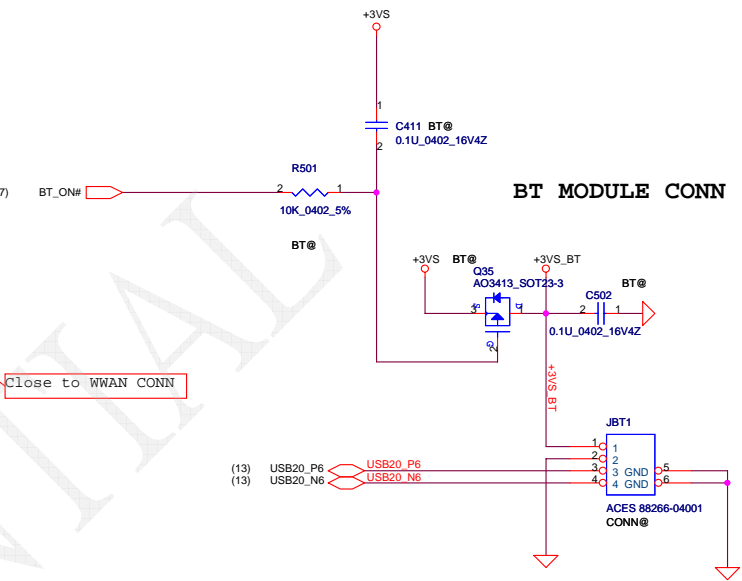 +3VS
1
C411 BT@
0.1U_0402_16V4Z
2
R501
7) BT_ON# 2 1
10K_0402_5%
BT@
BT MODULE CONN
+3VS BT@ +3VS_BT
Q35
AO3413_SOT23-3
BT@
C502
3 S D 1 2 1
0.1U_0402_16V4Z
G
2
+3VS_BT
Close to WWAN CONN
JBT1
1 1
2 2
(13) USB20_P6 USB20_P6 3 3 GND 5
(13) USB20_N6 USB20_N6 4 4 GND 6
ACES 88266-04001
CONN@